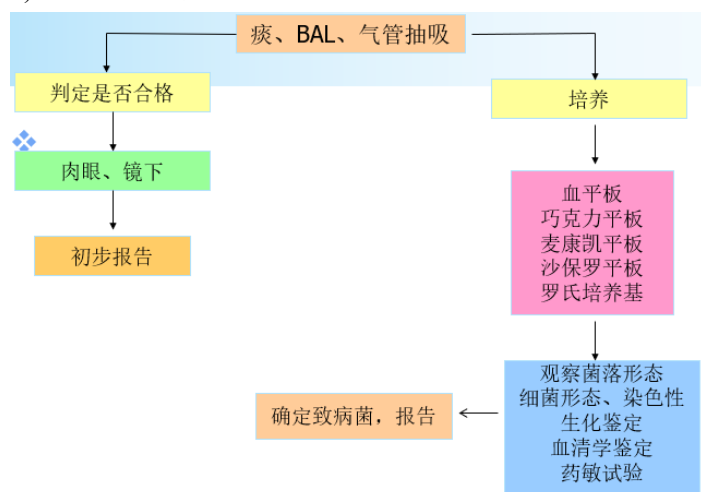 痰、BAL、气管抽吸
判定是否合格
肉眼、镜下
初步报告
培养
血平板
巧克力平板
麦康凯平板
沙保罗平板
罗氏培养基
观察菌落形态
细菌形态、染色性
生化鉴定
血清学鉴定
药敏试验
确定致病菌，报告